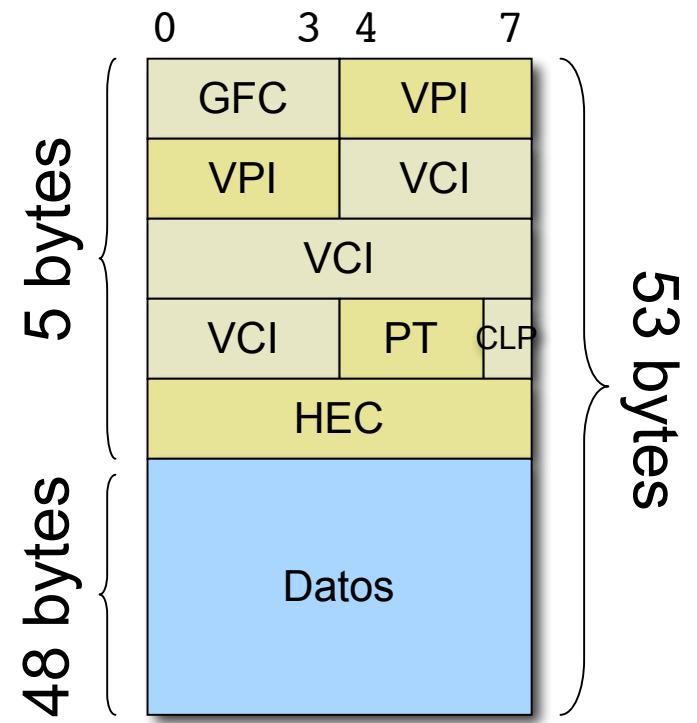 0 3 4 7
GFC VPI
VPI VCI
VCI
VCI PT CLP
HEC
Datos
5 bytes
48 bytes
53 bytes